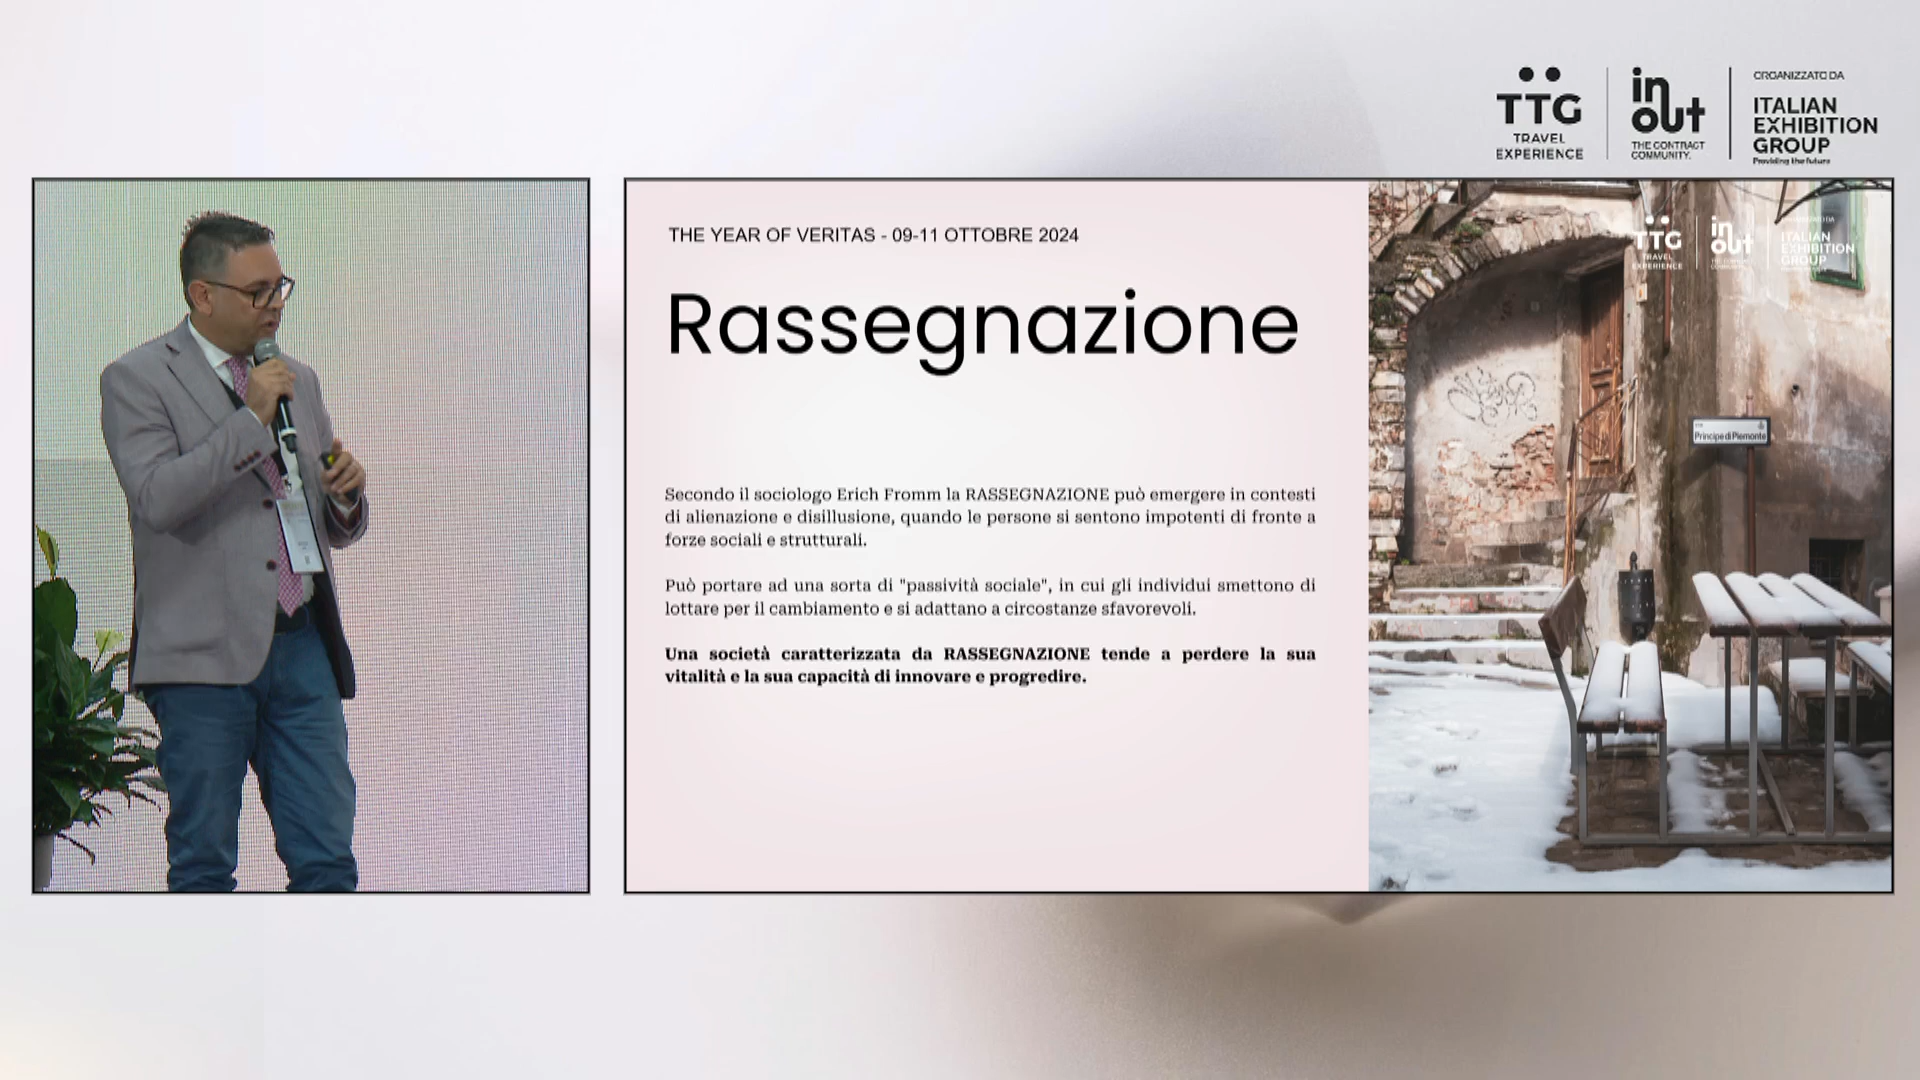 TTG
TRAVEL
EXPERIENCE
in
out
THE CONTRACT
COMMUNITY.
ORGANIZZATO DA
ITALIAN
EXHIBITION
GROUP
Providing the future
THE YEAR OF VERITAS - 09-11 OTTOBRE 2024
Rassegnazione
Secondo il sociologo Erich Fromm la RASSEGNAZIONE può emergere in contesti
di alienazione e disillusione, quando le persone si sentono impotenti di fronte a
forze sociali e strutturali.
Può portare ad una sorta di "passività sociale", in cui gli individui smettono di
lottare per il cambiamento e si adattano a circostanze sfavorevoli.
Una società caratterizzata da RASSEGNAZIONE tende a perdere la sua
vitalità e la sua capacità di innovare e progredire.
TTG
TRAVEL
EXPERIENCE
in
out
ITALIAN
EXHIBITION
GROUP
Principe di Piemonte